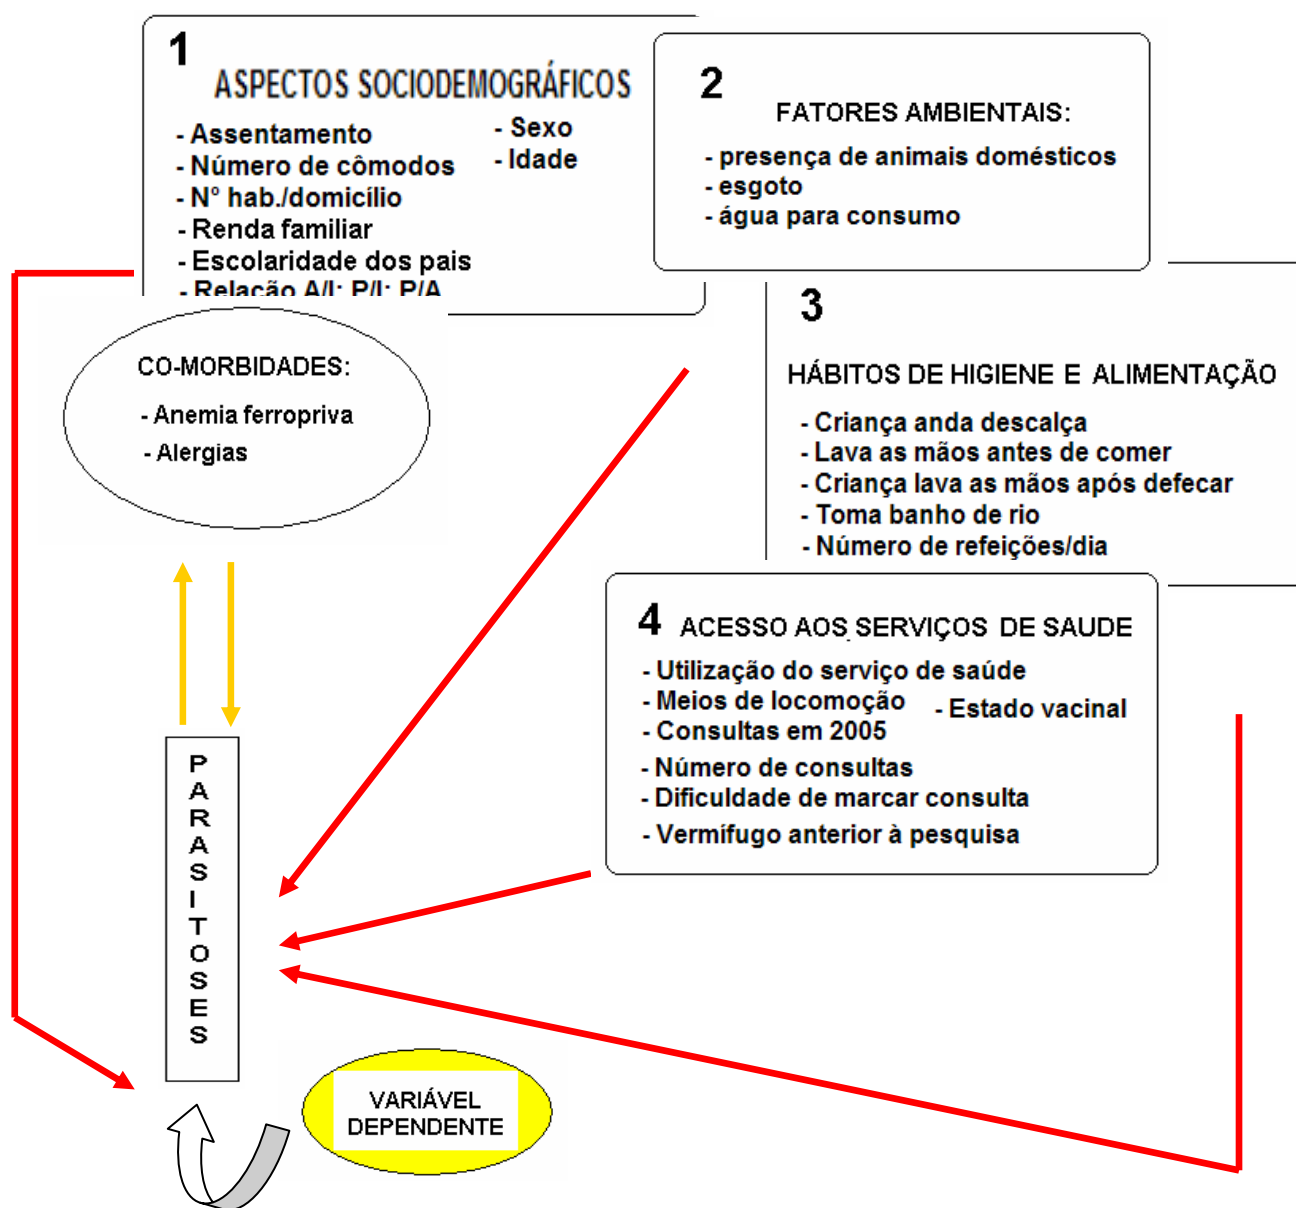 1
ASPECTOS SOCIODEMOGRÁFICOS
- Assentamento
- Número de cômodos
- N° hab./domicílio
- Renda familiar
- Escolaridade dos pais
- Relação A/I; P/I; P/A
- Sexo
- Idade
2
FATORES AMBIENTAIS:
- presença de animais domésticos
- esgoto
- água para consumo
3
HÁBITOS DE HIGIENE E ALIMENTAÇÃO
- Criança anda descalça
- Lava as mãos antes de comer
- Criança lava as mãos após defecar
- Toma banho de rio
- Número de refeições/dia
CO-MORBIDADES:
- Anemia ferropriva
- Alergias
4 ACESSO AOS SERVIÇOS DE SAUDE
- Utilização do serviço de saúde
- Meios de locomoção
- Consultas em 2005
- Número de consultas
- Dificuldade de marcar consulta
- Vermífugo anterior à pesquisa
- Estado vacinal
P
A
R
A
S
I
T
O
S
E
S
VARIÁVEL
DEPENDENTE